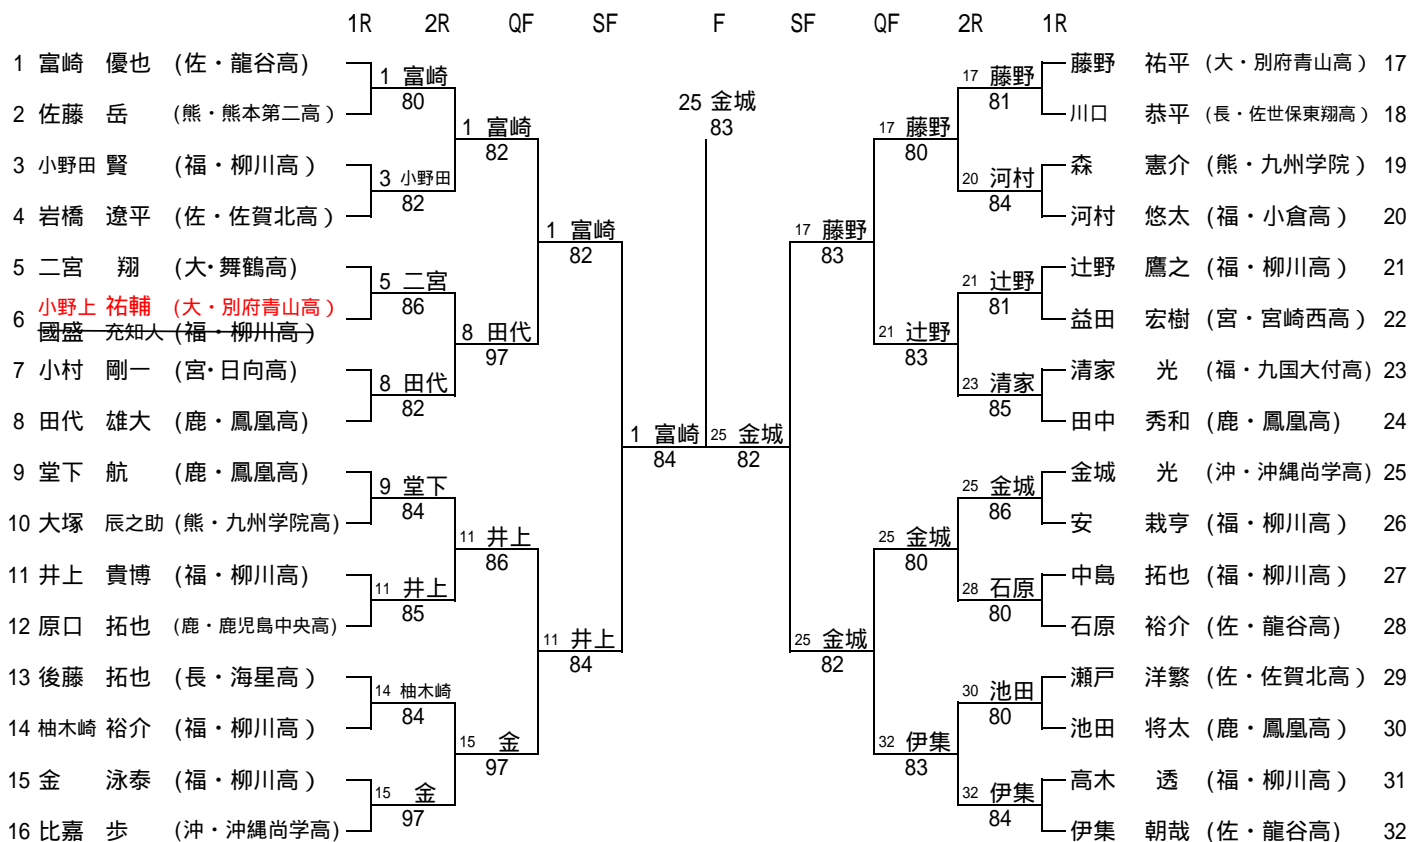 1R 2R QF SF F SF QF 2R 1R
1 富崎 優也 (佐・龍谷高)
2 佐藤 岳 (熊・熊本第二高)
3 小野田 賢 (福・柳川高)
4 岩橋 遼平 (佐・佐賀北高)
5 二宮 翔 (大・舞鶴高)
小野上 祐輔 (大・別府青山高)
6
國盛 充知人 (福・柳川高)
7 小村 剛一 (宮・日向高)
8 田代 雄大 (鹿・鳳凰高)
9 堂下 航 (鹿・鳳凰高)
10 大塚 辰之助 (熊・九州学院高)
11 井上 貴博 (福・柳川高)
12 原口 拓也 (鹿・鹿児島中央高)
13 後藤 拓也 (長・海星高)
14 柚木崎 裕介 (福・柳川高)
15 金 泳泰 (福・柳川高)
16 比嘉 歩 (沖・沖縄尚学高)
1 富崎
80
3 小野田
82
5 二宮
86
8 田代
82
9 堂下
84
11 井上
85
14 柚木崎
84
15 金
97
1 富崎
82
8 田代
97
11 井上
86
15 金
97
1 富崎
82
11 井上
84
1 富崎
84
25 金城
83
25 金城
82
17 藤野
83
25 金城
82
17 藤野
80
21 辻野
83
25 金城
80
32 伊集
83
17 藤野
81
20 河村
84
21 辻野
81
23 清家
85
25 金城
86
28 石原
80
30 池田
80
32 伊集
84
藤野 祐平 (大・別府青山高) 17
川口 恭平 (長・佐世保東翔高) 18
森 憲介 (熊・九州学院) 19
河村 悠太 (福・小倉高) 20
辻野 鷹之 (福・柳川高) 21
益田 宏樹 (宮・宮崎西高) 22
清家 光 (福・九国大付高) 23
田中 秀和 (鹿・鳳凰高) 24
金城 光 (沖・沖縄尚学高) 25
安 栽亨 (福・柳川高) 26
中島 拓也 (福・柳川高) 27
石原 裕介 (佐・龍谷高) 28
瀬戸 洋繁 (佐・佐賀北高) 29
池田 将太 (鹿・鳳凰高) 30
高木 透 (福・柳川高) 31
伊集 朝哉 (佐・龍谷高) 32